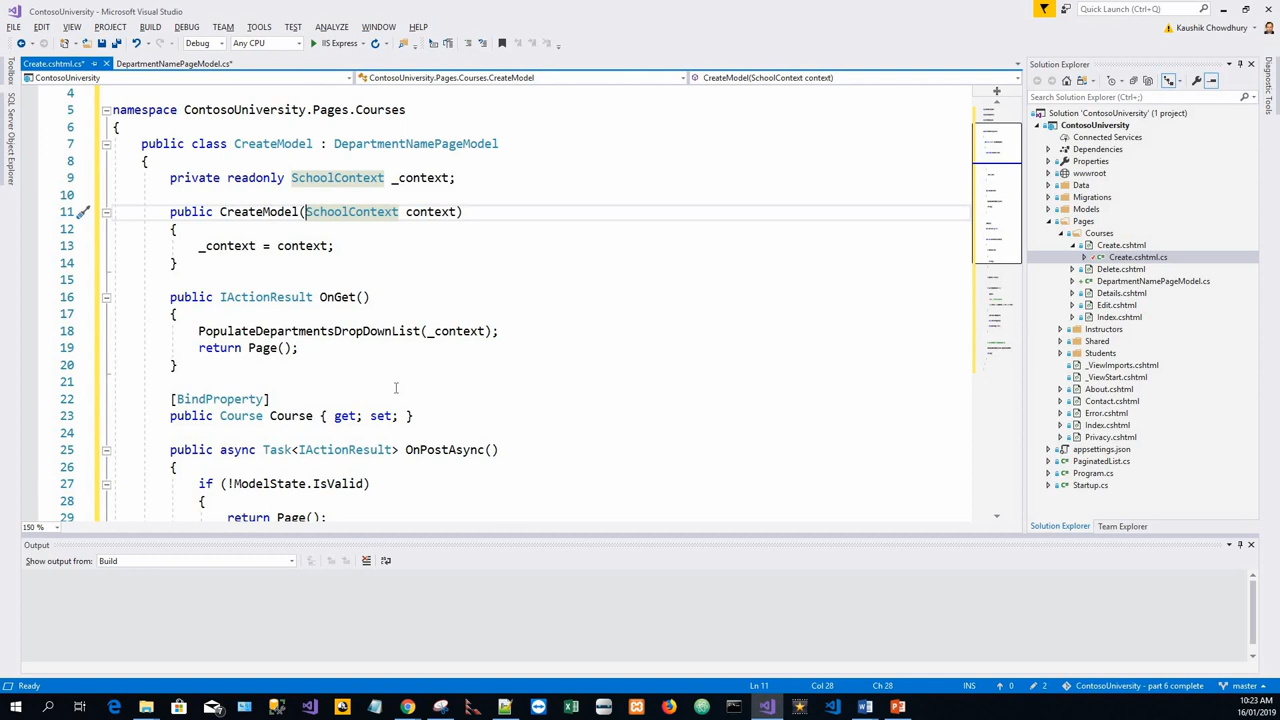 ContosoUniversity - Microsoft Visual Studio
Quick Launch (Ctrl+Q)
FILE EDIT VIEW PROJECT BUILD DEBUG TEAM TOOLS TEST ANALYZE WINDOW HELP
Kaushik Chowdhury
Debug Any CPU IIS Express
Create.cshtml.cs* DepartmentNamePageModel.cs*
ContosoUniversity ContosoUniversity.Pages.Courses.CreateModel CreateModel(SchoolContext context)
Toolbox
SQL Server Object Explorer
4
5 namespace ContosoUniversity.Pages.Courses
6 {
7 public class CreateModel : DepartmentNamePageModel
8 {
9 private readonly SchoolContext _context;
10
11 public CreateModel(SchoolContext context)
12 {
13 _context = context;
14 }
15
16 public IActionResult OnGet()
17 {
18 PopulateDepartmentsDropDownList(_context);
19 return Page();
20 }
21
22 [BindProperty]
23 public Course Course { get; set; }
24
25 public async Task<IActionResult> OnPostAsync()
26 {
27 if (!ModelState.IsValid)
28 {
29 return Page();
150 %
Solution Explorer
Search Solution Explorer (Ctrl+;)
Solution 'ContosoUniversity' (1 project)
ContosoUniversity
Connected Services
Dependencies
Properties
wwwroot
Data
Migrations
Models
Pages
Courses
Create.cshtml
Create.cshtml.cs
Delete.cshtml
DepartmentNamePageModel.cs
Details.cshtml
Edit.cshtml
Index.cshtml
Instructors
Shared
Students
_ViewImports.cshtml
_ViewStart.cshtml
About.cshtml
Contact.cshtml
Error.cshtml
Index.cshtml
Privacy.cshtml
appsettings.json
PaginatedList.cs
Program.cs
Startup.cs
Solution Explorer Team Explorer
Diagnostic Tools
Output
Show output from: Build
Ready Ln 11 Col 28 Ch 28 INS 0 2 ContosoUniversity - part 6 complete master
10:23 AM
16/01/2019